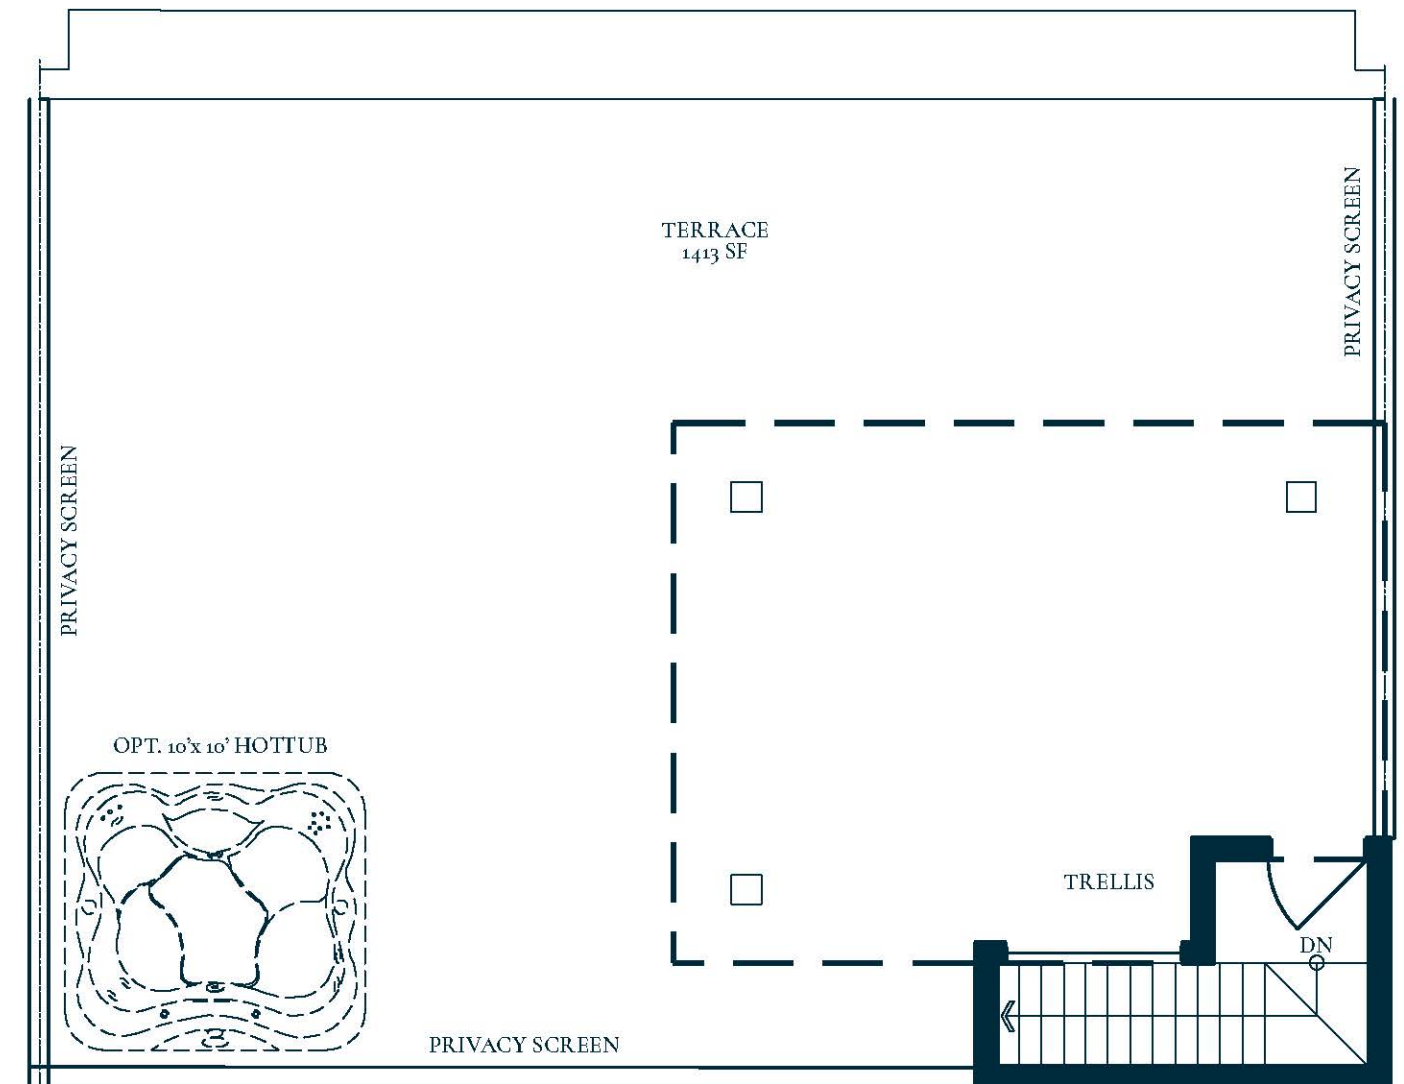 TERRACE
1413 SF
PRIVACY SCREEN
PRIVACY SCREEN
OPT. 10'x 10' HOTTUB
TRELLIS
DN
PRIVACY SCREEN